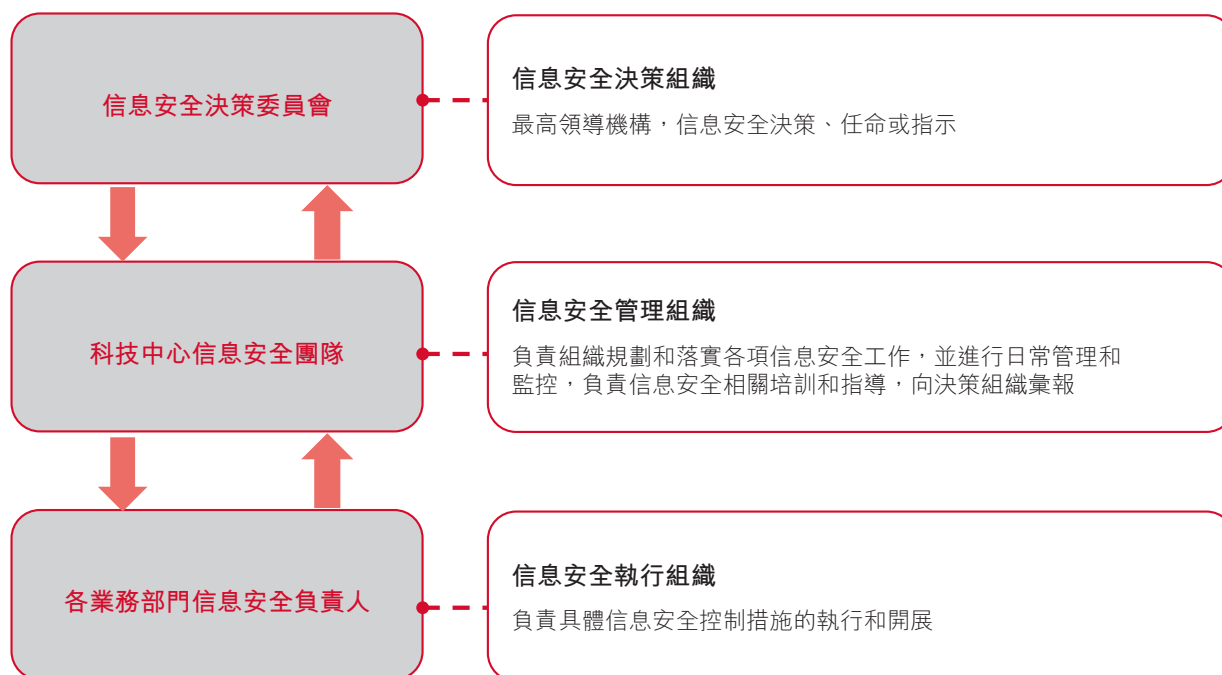 信息安全決策委員會
信息安全決策組織
最高領導機構，信息安全決策、任命或指示
科技中心信息安全團隊
信息安全管理組織
負責組織規劃和落實各項信息安全工作，並進行日常管理和
監控，負責信息安全相關培訓和指導，向決策組織彙報
各業務部門信息安全負責人
信息安全執行組織
負責具體信息安全控制措施的執行和開展